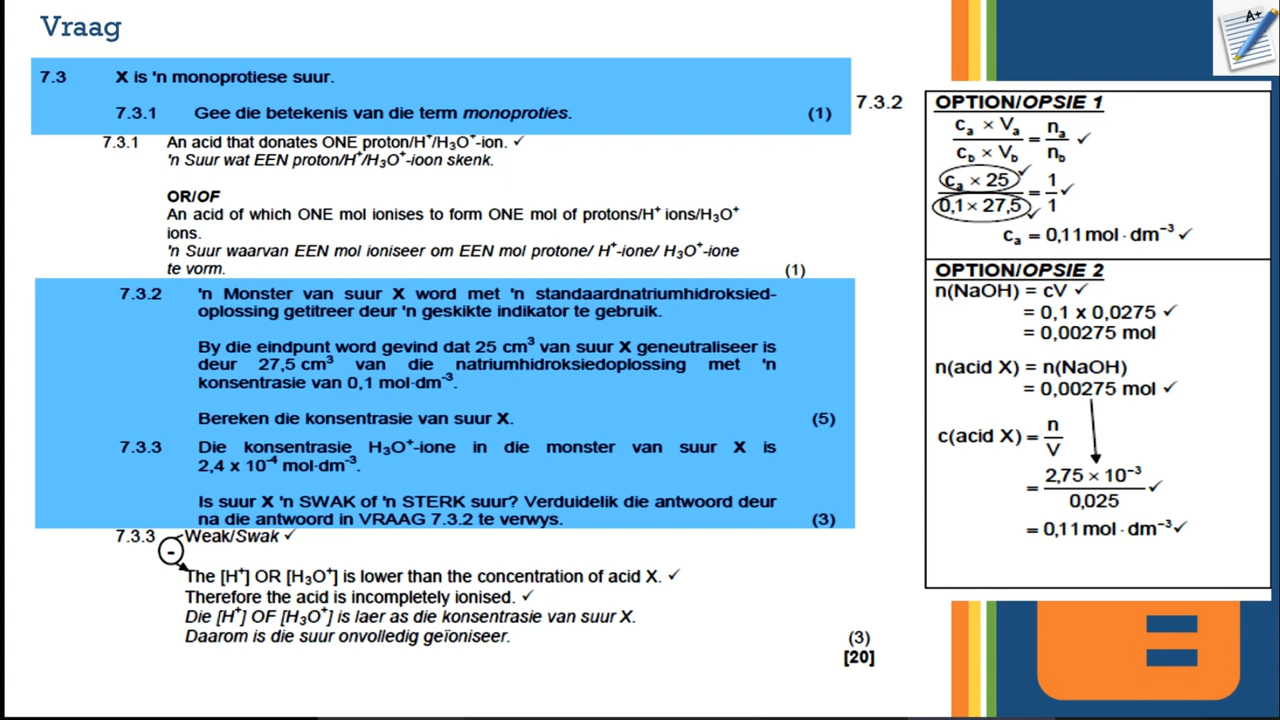 Vraag
A+
7.3 X is 'n monoprotiese suur.
7.3.1 Gee die betekenis van die term monoproties. (1)
7.3.1 An acid that donates ONE proton/H⁺/H₃O⁺-ion. ✓
'n Suur wat EEN proton/H⁺/H₃O⁺-ioon skenk.
OR/OF
An acid of which ONE mol ionises to form ONE mol of protons/H⁺ ions/H₃O⁺
ions.
'n Suur waarvan EEN mol ioniseer om EEN mol protone/ H⁺-ione/ H₃O⁺-ione
te vorm. (1)
7.3.2 'n Monster van suur X word met 'n standaardnatriumhidroksied-
oplossing getitreer deur 'n geskikte indikator te gebruik.
By die eindpunt word gevind dat 25 cm³ van suur X geneutraliseer is
deur 27,5 cm³ van die natriumhidroksiedoplossing met 'n
konsentrasie van 0,1 mol·dm⁻³.
Bereken die konsentrasie van suur X. (5)
7.3.3 Die konsentrasie H₃O⁺-ione in die monster van suur X is
2,4 x 10⁻⁴ mol·dm⁻³.
Is suur X 'n SWAK of 'n STERK suur? Verduidelik die antwoord deur
na die antwoord in VRAAG 7.3.2 te verwys. (3)
7.3.3 Weak/Swak ✓
-
The [H⁺] OR [H₃O⁺] is lower than the concentration of acid X. ✓
Therefore the acid is incompletely ionised. ✓
Die [H⁺] OF [H₃O⁺] is laer as die konsentrasie van suur X.
Daarom is die suur onvolledig geïoniseer.
(3)
[20]
7.3.2 OPTION/OPSIE 1
cₐ × Vₐ / c_b × V_b = nₐ / n_b ✓
cₐ × 25 ✓ / 0,1 × 27,5 ✓ = 1 / 1 ✓
cₐ = 0,11 mol · dm⁻³ ✓
OPTION/OPSIE 2
n(NaOH) = cV ✓
= 0,1 x 0,0275 ✓
= 0,00275 mol
n(acid X) = n(NaOH)
= 0,00275 mol ✓
c(acid X) = n / V
= 2,75 × 10⁻³ / 0,025 ✓
= 0,11 mol · dm⁻³ ✓